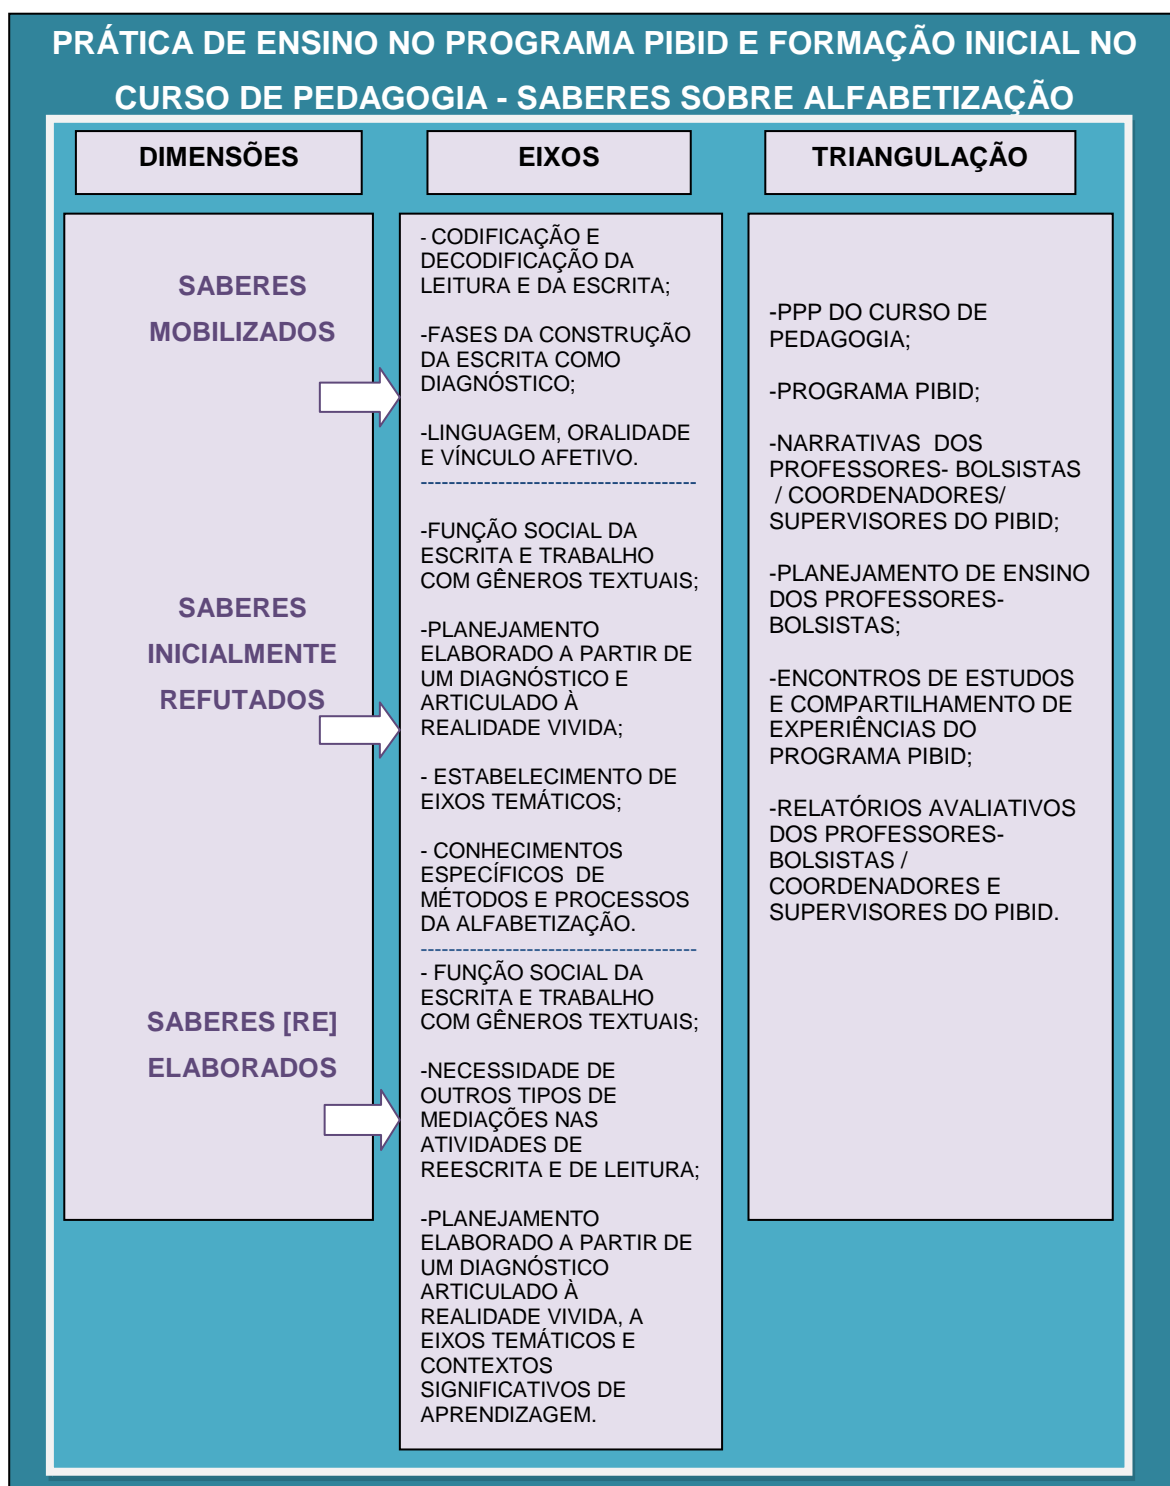 PRÁTICA DE ENSINO NO PROGRAMA PIBID E FORMAÇÃO INICIAL NO
CURSO DE PEDAGOGIA - SABERES SOBRE ALFABETIZAÇÃO
DIMENSÕES
SABERES
MOBILIZADOS
SABERES
INICIALMENTE
REFUTADOS
SABERES [RE]
ELABORADOS
EIXOS
- CODIFICAÇÃO E
DECODIFICAÇÃO DA
LEITURA E DA ESCRITA;
-FASES DA CONSTRUÇÃO
DA ESCRITA COMO
DIAGNÓSTICO;
-LINGUAGEM, ORALIDADE
E VÍNCULO AFETIVO.
---------------------------------------
-FUNÇÃO SOCIAL DA
ESCRITA E TRABALHO
COM GÊNEROS TEXTUAIS;
-PLANEJAMENTO
ELABORADO A PARTIR DE
UM DIAGNÓSTICO E
ARTICULADO À
REALIDADE VIVIDA;
- ESTABELECIMENTO DE
EIXOS TEMÁTICOS;
- CONHECIMENTOS
ESPECÍFICOS DE
MÉTODOS E PROCESSOS
DA ALFABETIZAÇÃO.
---------------------------------------
- FUNÇÃO SOCIAL DA
ESCRITA E TRABALHO
COM GÊNEROS TEXTUAIS;
-NECESSIDADE DE
OUTROS TIPOS DE
MEDIAÇÕES NAS
ATIVIDADES DE
REESCRITA E DE LEITURA;
-PLANEJAMENTO
ELABORADO A PARTIR DE
UM DIAGNÓSTICO
ARTICULADO À
REALIDADE VIVIDA, A
EIXOS TEMÁTICOS E
CONTEXTOS
SIGNIFICATIVOS DE
APRENDIZAGEM.
TRIANGULAÇÃO
-PPP DO CURSO DE
PEDAGOGIA;
-PROGRAMA PIBID;
-NARRATIVAS DOS
PROFESSORES- BOLSISTAS
/ COORDENADORES/
SUPERVISORES DO PIBID;
-PLANEJAMENTO DE ENSINO
DOS PROFESSORES-
BOLSISTAS;
-ENCONTROS DE ESTUDOS
E COMPARTILHAMENTO DE
EXPERIÊNCIAS DO
PROGRAMA PIBID;
-RELATÓRIOS AVALIATIVOS
DOS PROFESSORES-
BOLSISTAS /
COORDENADORES E
SUPERVISORES DO PIBID.